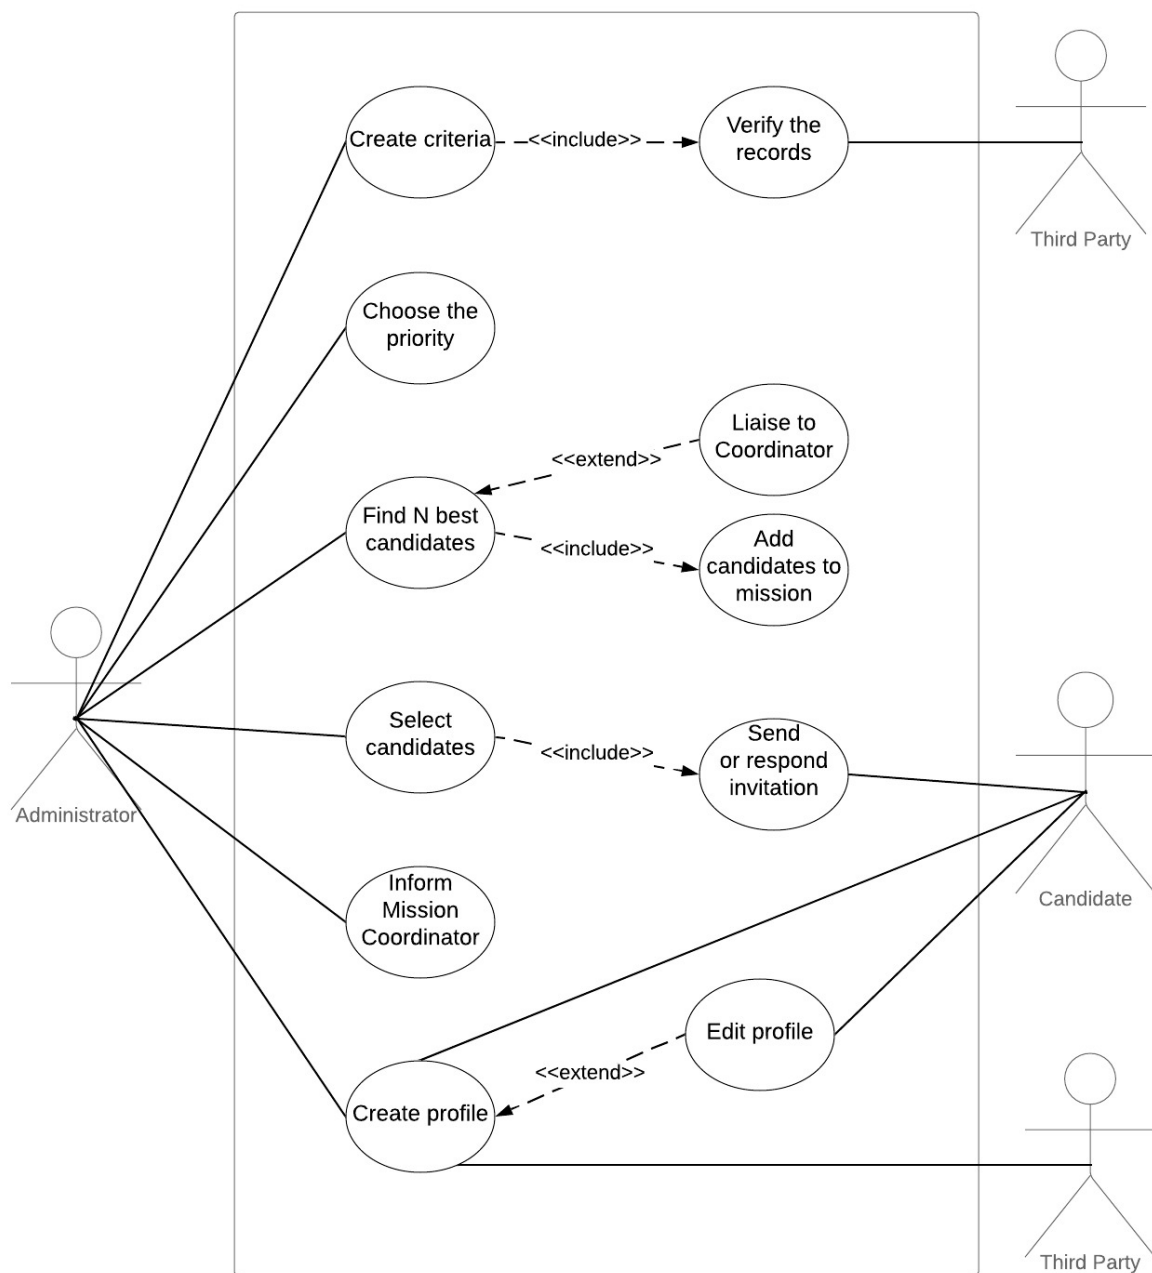 Create criteria
<<include>>
Verify the
records
Third Party
Choose the
priority
Liaise to
Coordinator
<<extend>>
Find N best
candidates
<<include>>
Add
candidates to
mission
Administrator
Select
candidates
<<include>>
Send
or respond
invitation
Candidate
Inform
Mission
Coordinator
Edit profile
<<extend>>
Create profile
Third Party